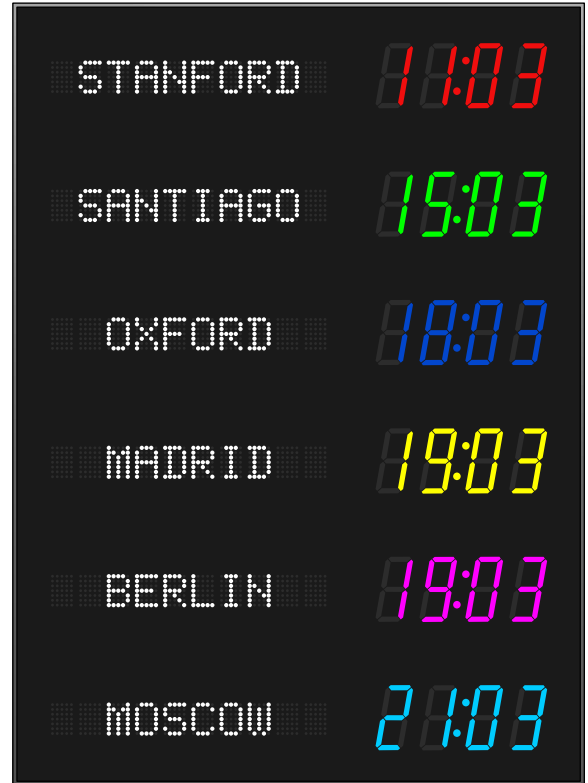 STANFORD 11:03
SANTIAGO 15:03
OXFORD 18:03
MADRID 19:03
BERLIN 19:03
MOSCOW 21:03